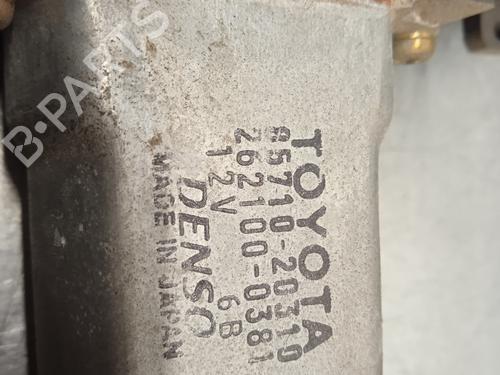 TOYOTA
85710-20310
262100-0381
12V 6B
DENSO
MADE IN JAPAN
B-PARTS